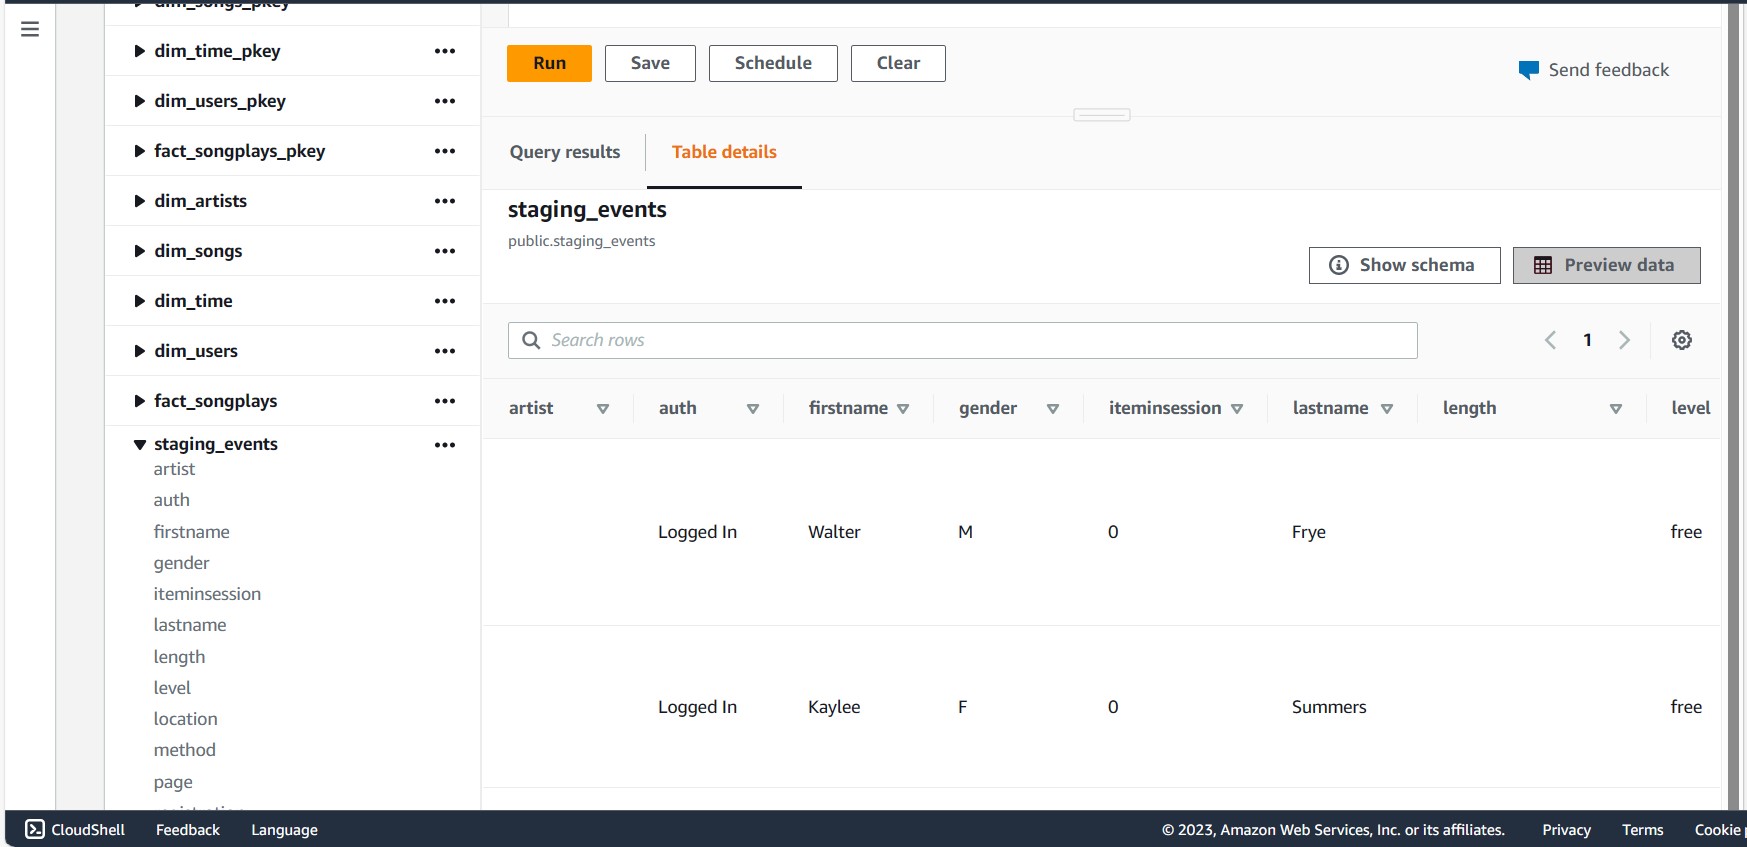 dim_songs_pkey
dim_time_pkey
dim_users_pkey
fact_songplays_pkey
dim_artists
dim_songs
dim_time
dim_users
fact_songplays
staging_events
artist
auth
firstname
gender
iteminsession
lastname
length
level
location
method
page
Run Save Schedule Clear
Send feedback
Query results Table details
staging_events
public.staging_events
Show schema Preview data
Search rows
1
artist auth firstname gender iteminsession lastname length level
Logged In Walter M 0 Frye free
Logged In Kaylee F 0 Summers free
CloudShell Feedback Language © 2023, Amazon Web Services, Inc. or its affiliates. Privacy Terms Cookie